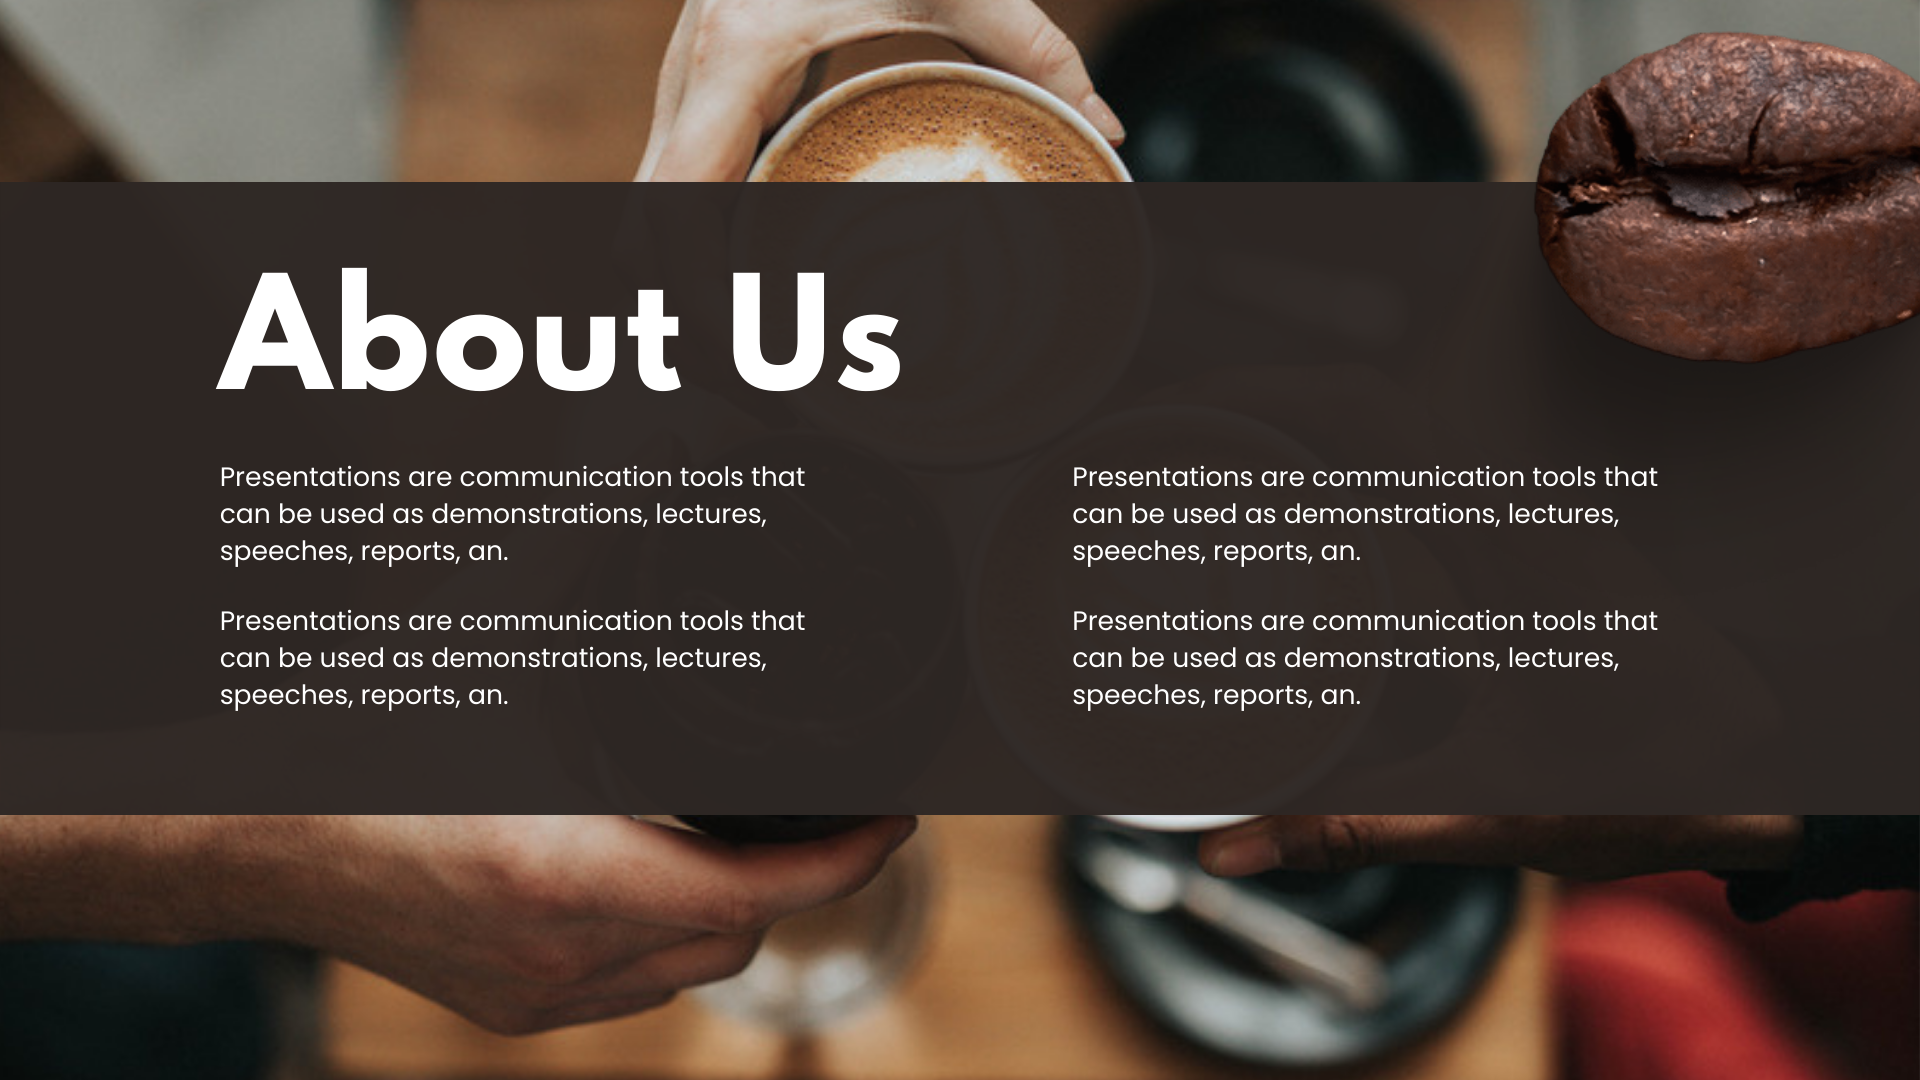 About Us
Presentations are communication tools that
can be used as demonstrations, lectures,
speeches, reports, an.
Presentations are communication tools that
can be used as demonstrations, lectures,
speeches, reports, an.
Presentations are communication tools that
can be used as demonstrations, lectures,
speeches, reports, an.
Presentations are communication tools that
can be used as demonstrations, lectures,
speeches, reports, an.